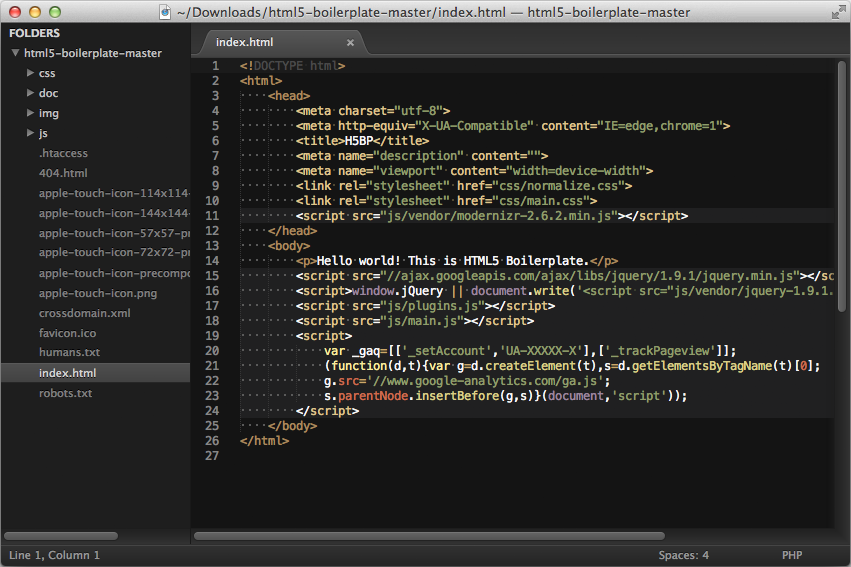 ~/Downloads/html5-boilerplate-master/index.html — html5-boilerplate-master
FOLDERS
html5-boilerplate-master
css
doc
img
js
.htaccess
404.html
apple-touch-icon-114x114-
apple-touch-icon-144x144-
apple-touch-icon-57x57-pr
apple-touch-icon-72x72-pr
apple-touch-icon-precompo
apple-touch-icon.png
crossdomain.xml
favicon.ico
humans.txt
index.html
robots.txt
index.html
1 <!DOCTYPE html>
2 <html>
3 <head>
4 <meta charset="utf-8">
5 <meta http-equiv="X-UA-Compatible" content="IE=edge,chrome=1">
6 <title>H5BP</title>
7 <meta name="description" content="">
8 <meta name="viewport" content="width=device-width">
9 <link rel="stylesheet" href="css/normalize.css">
10 <link rel="stylesheet" href="css/main.css">
11 <script src="js/vendor/modernizr-2.6.2.min.js"></script>
12 </head>
13 <body>
14 <p>Hello world! This is HTML5 Boilerplate.</p>
15 <script src="//ajax.googleapis.com/ajax/libs/jquery/1.9.1/jquery.min.js"></sc
16 <script>window.jQuery || document.write('<script src="js/vendor/jquery-1.9.1.
17 <script src="js/plugins.js"></script>
18 <script src="js/main.js"></script>
19 <script>
20 var _gaq=[['_setAccount','UA-XXXXX-X'],['_trackPageview']];
21 (function(d,t){var g=d.createElement(t),s=d.getElementsByTagName(t)[0];
22 g.src='//www.google-analytics.com/ga.js';
23 s.parentNode.insertBefore(g,s)}(document,'script'));
24 </script>
25 </body>
26 </html>
27
Line 1, Column 1
Spaces: 4
PHP